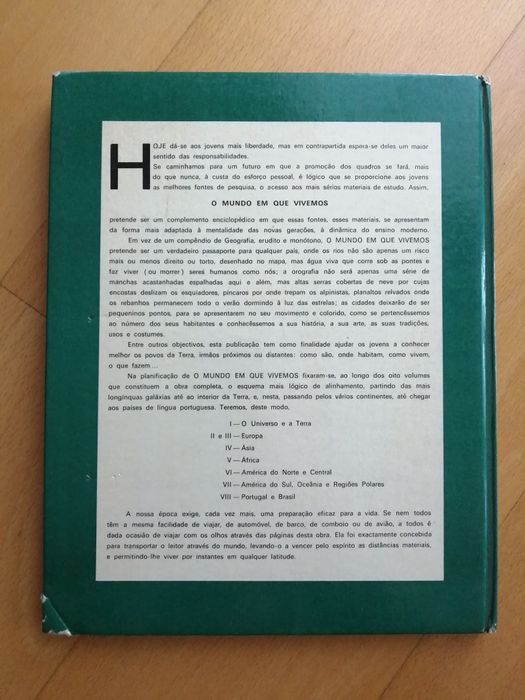 HOJE dá-se aos jovens mais liberdade, mas em contrapartida espera-se deles um maior
sentido das responsabilidades.
Se caminhamos para um futuro em que a promoção dos quadros se fará, mais
do que nunca, à custa do esforço pessoal, é lógico que se proporcione aos jovens
as melhores fontes de pesquisa, o acesso aos mais sérios materiais de estudo. Assim,
O MUNDO EM QUE VIVEMOS
pretende ser um complemento enciclopédico em que essas fontes, esses materiais, se apresentam
da forma mais adaptada à mentalidade das novas gerações, à dinâmica do ensino moderno.
Em vez de um compêndio de Geografia, erudito e monótono, O MUNDO EM QUE VIVEMOS
pretende ser um verdadeiro passaporte para qualquer país, onde os rios não são apenas um risco
mais ou menos direito ou torto, desenhado no mapa, mas água viva que corre sob as pontes e
faz viver (ou morrer) seres humanos como nós; a orografia não será apenas uma série de
manchas acastanhadas espalhadas aqui e além, mas altas serras cobertas de neve por cujas
encostas deslizam os esquiadores, píncaros por onde trepam os alpinistas, planaltos relvados onde
os rebanhos permanecem todo o verão dormindo à luz das estrelas; as cidades deixarão de ser
pequeninos pontos, para se apresentarem no seu movimento e colorido, como se pertencêssemos
ao número dos seus habitantes e conhecêssemos a sua história, a sua arte, as suas tradições,
usos e costumes.
Entre outros objectivos, esta publicação tem como finalidade ajudar os jovens a conhecer
melhor os povos da Terra, irmãos próximos ou distantes: como são, onde habitam, como vivem,
o que fazem...
Na planificação de O MUNDO EM QUE VIVEMOS fixaram-se, ao longo dos oito volumes
que constituem a obra completa, o esquema mais lógico de alinhamento, partindo das mais
longínquas galáxias até ao interior da Terra, e, nesta, passando pelos vários continentes, até chegar
aos países de língua portuguesa. Teremos, deste modo,
I — O Universo e a Terra
II e III — Europa
IV — Ásia
V — África
VI — América do Norte e Central
VII — América do Sul, Oceânia e Regiões Polares
VIII — Portugal e Brasil
A nossa época exige, cada vez mais, uma preparação eficaz para a vida. Se nem todos
têm a mesma facilidade de viajar, de automóvel, de barco, de comboio ou de avião, a todos é
dada ocasião de viajar com os olhos através das páginas desta obra. Ela foi exactamente concebida
para transportar o leitor através do mundo, levando-o a vencer pelo espírito as distâncias materiais,
e permitindo-lhe viver por instantes em qualquer latitude.